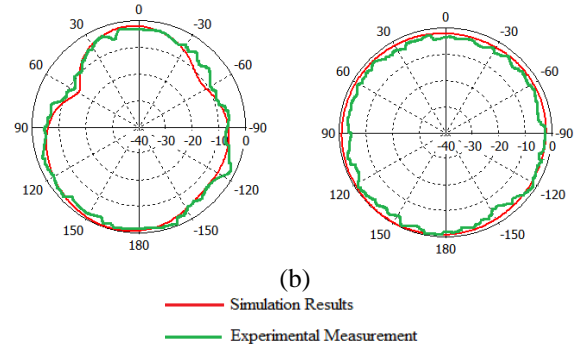 0 0
30 -30 30 -30
60 -60 60 -60
90 -40 -30 -20 -10 0 -90 90 -40 -30 -20 -10 0 -90
120 -120 120 -120
150 -150 150 -150
180 180
(b)
Simulation Results
Experimental Measurement